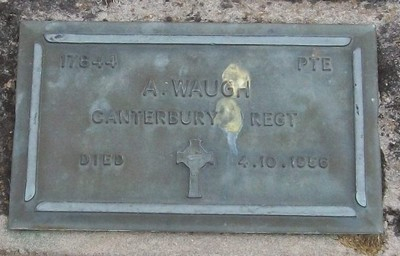 17644 PTE
A. WAUGH
CANTERBURY REGT
DIED 4.10.1956